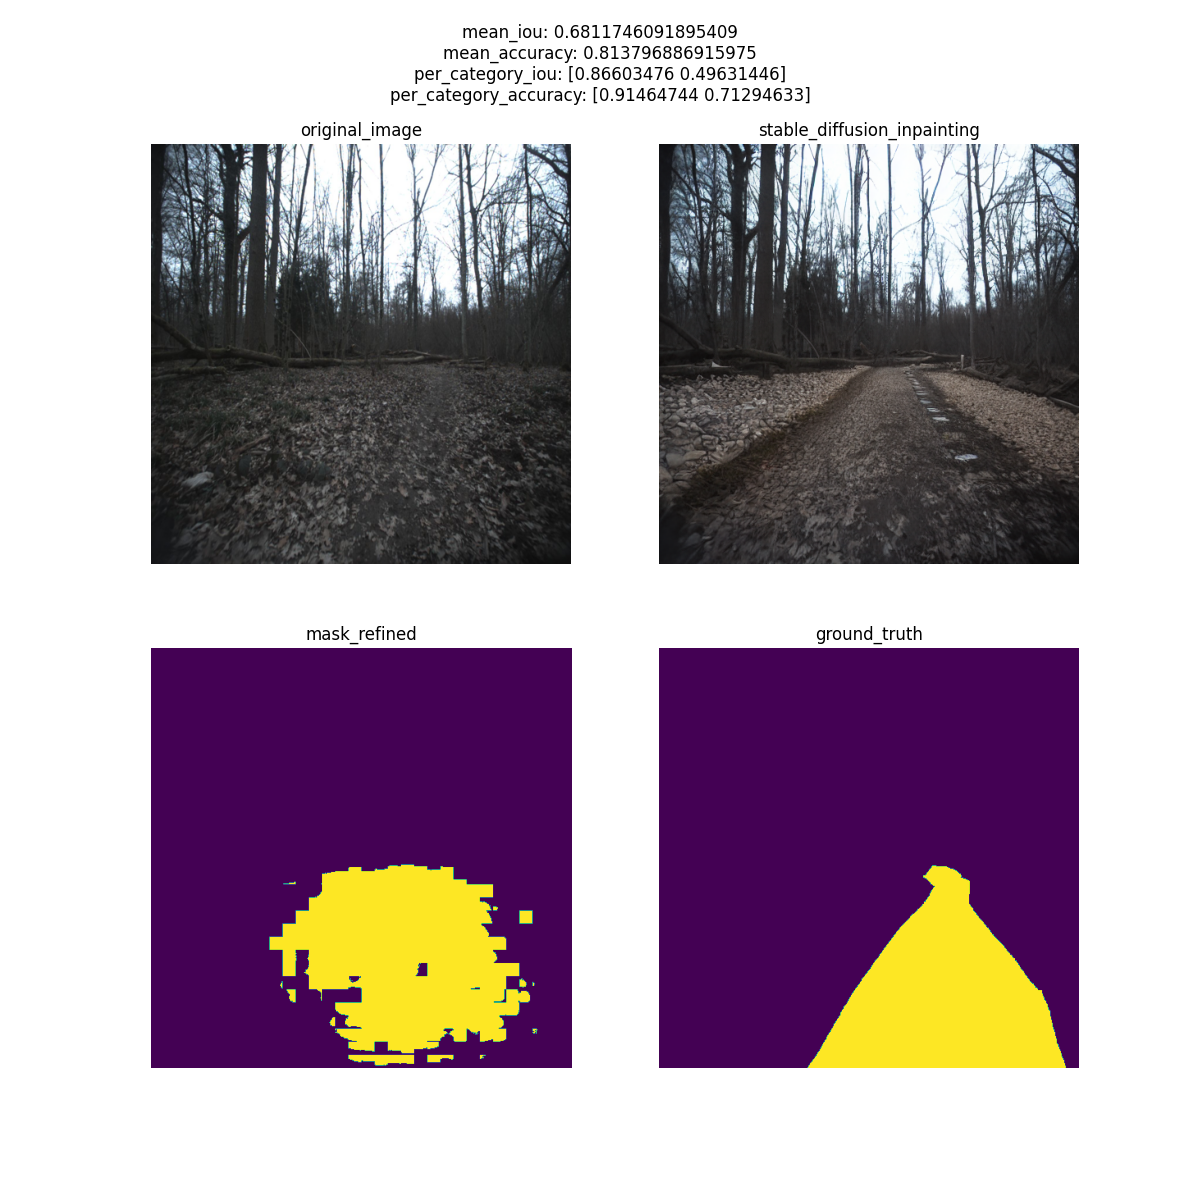 mean_iou: 0.6811746091895409
mean_accuracy: 0.813796886915975
per_category_iou: [0.86603476 0.49631446]
per_category_accuracy: [0.91464744 0.71294633]
original_image
stable_diffusion_inpainting
mask_refined
ground_truth